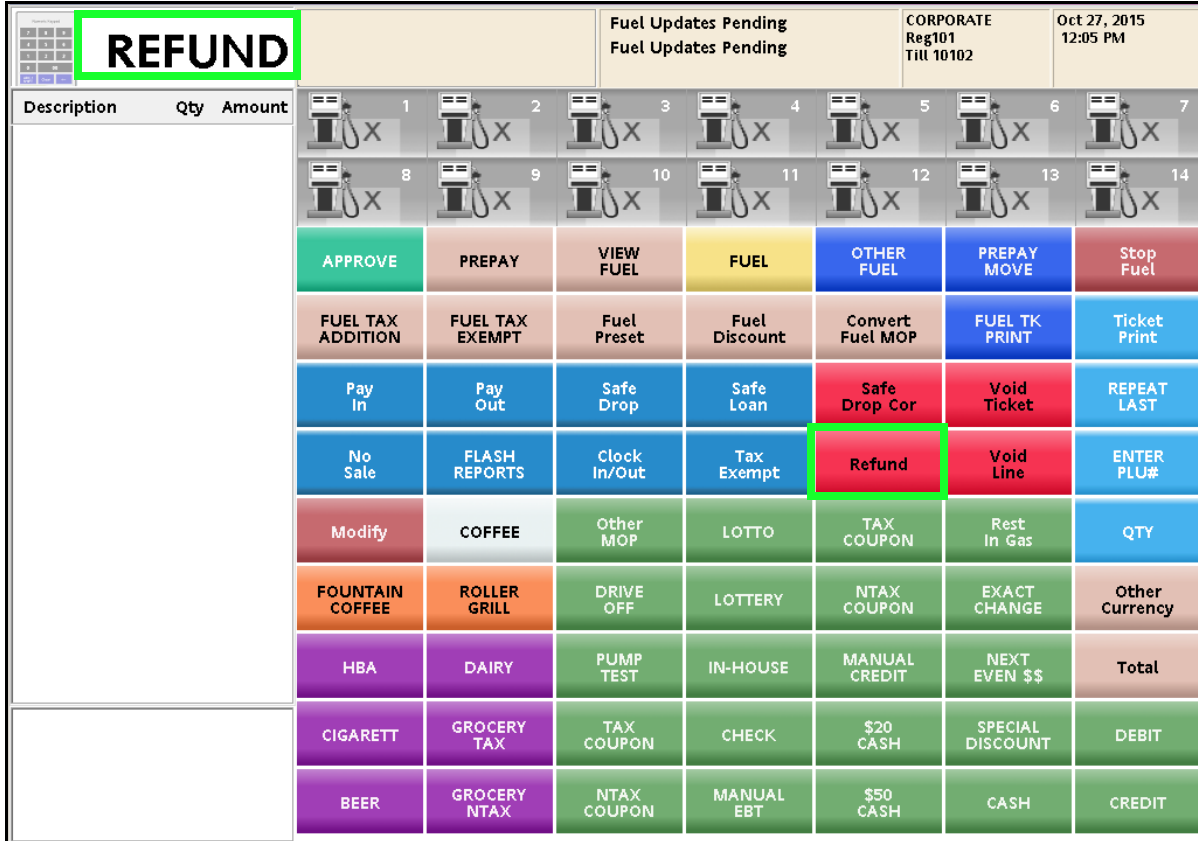 REFUND
Fuel Updates Pending
Fuel Updates Pending
CORPORATE
Reg101
Till 10102
Oct 27, 2015
12:05 PM
Description Qty Amount
1 2 3 4 5 6 7
X X X X X X X
8 9 10 11 12 13 14
X X X X X X X
APPROVE
PREPAY
VIEW
FUEL
FUEL
OTHER
FUEL
PREPAY
MOVE
Stop
Fuel
FUEL TAX
ADDITION
FUEL TAX
EXEMPT
Fuel
Preset
Fuel
Discount
Convert
Fuel MOP
FUEL TK
PRINT
Ticket
Print
Pay
In
Pay
Out
Safe
Drop
Safe
Loan
Safe
Drop Cor
Void
Ticket
REPEAT
LAST
No
Sale
FLASH
REPORTS
Clock
In/Out
Tax
Exempt
Refund
Void
Line
ENTER
PLU#
Modify
COFFEE
Other
MOP
LOTTO
TAX
COUPON
Rest
In Gas
QTY
FOUNTAIN
COFFEE
ROLLER
GRILL
DRIVE
OFF
LOTTERY
NTAX
COUPON
EXACT
CHANGE
Other
Currency
HBA
DAIRY
PUMP
TEST
IN-HOUSE
MANUAL
CREDIT
NEXT
EVEN $$
Total
CIGARETT
GROCERY
TAX
TAX
COUPON
CHECK
$20
CASH
SPECIAL
DISCOUNT
DEBIT
BEER
GROCERY
NTAX
NTAX
COUPON
MANUAL
EBT
$50
CASH
CASH
CREDIT